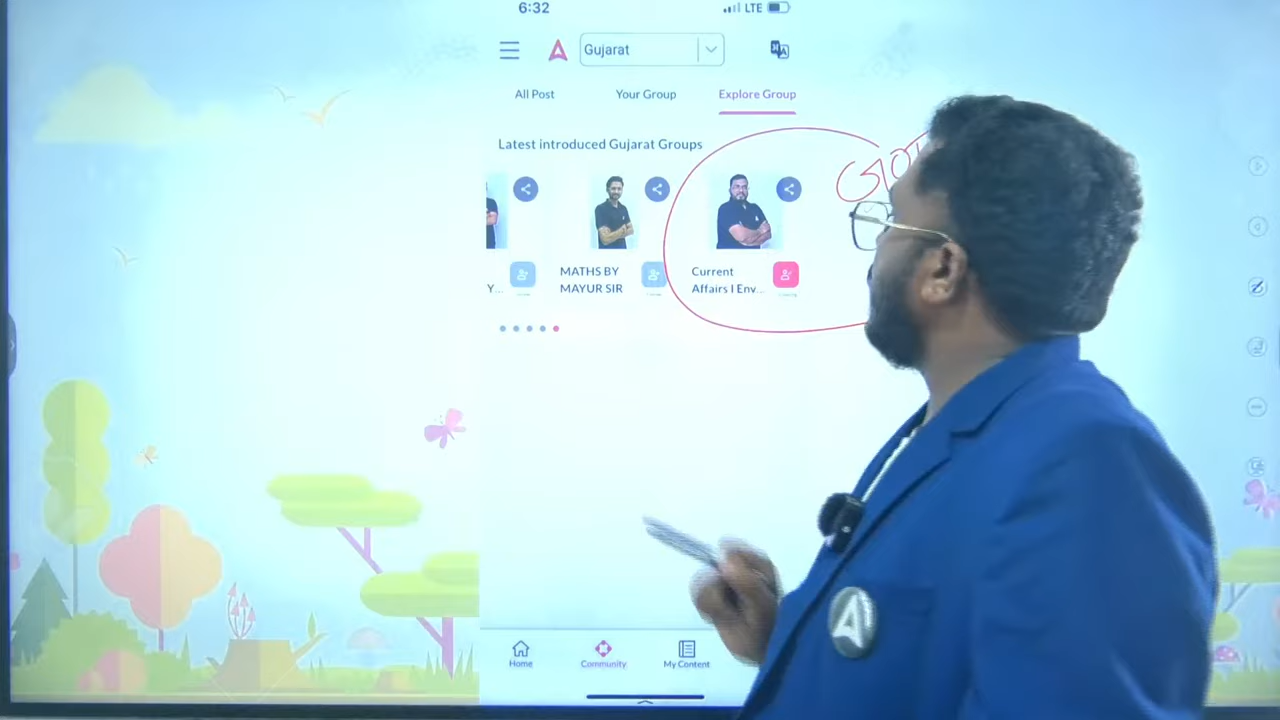 6:32
LTE
Gujarat
All Post
Your Group
Explore Group
Latest introduced Gujarat Groups
Y...
MATHS BY
MAYUR SIR
Current
Affairs I Env...
Home
Community
My Content